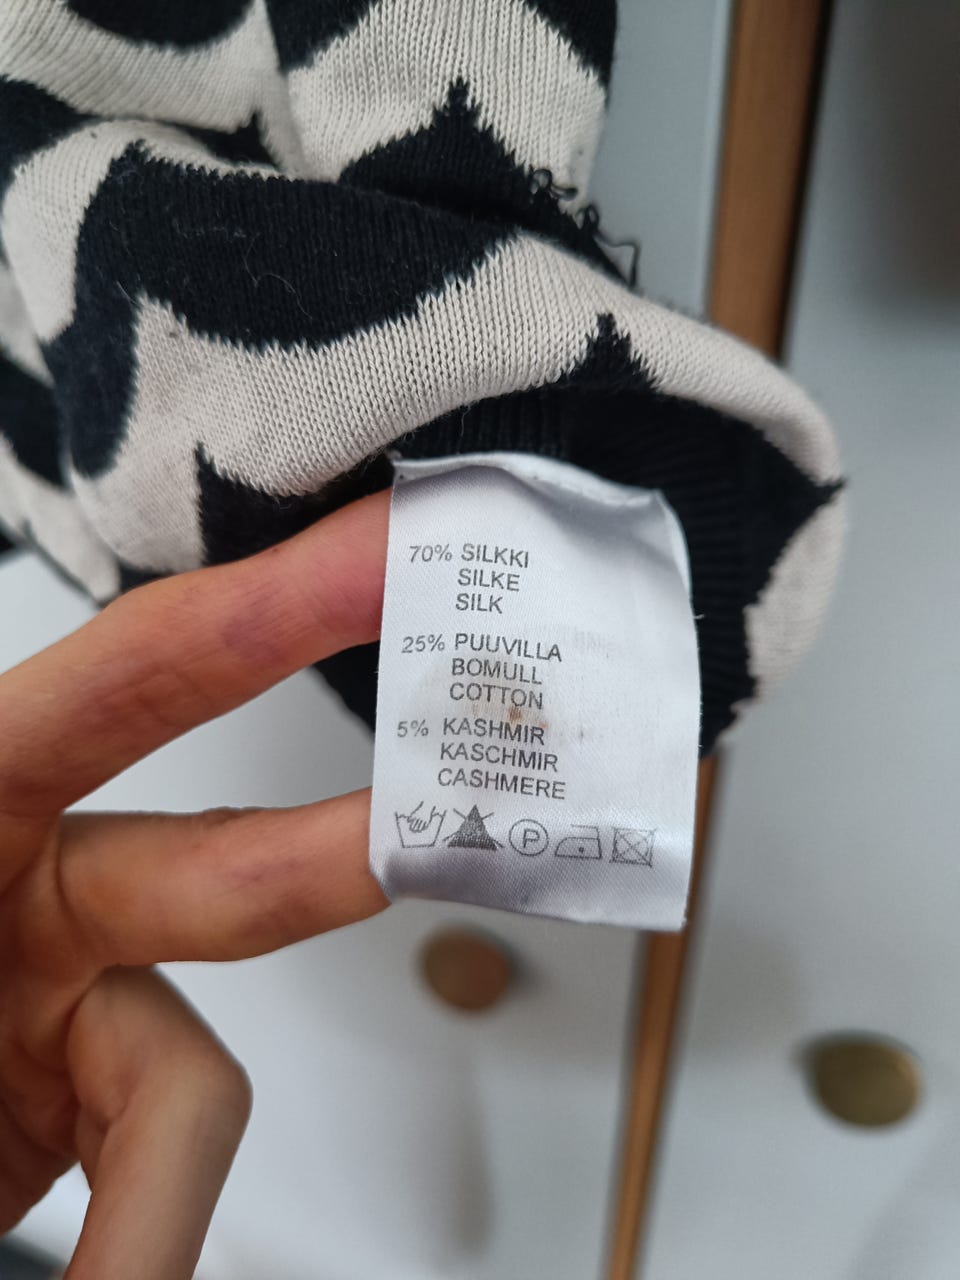 70% SILKKI
SILKE
SILK
25% PUUVILLA
BOMULL
COTTON
5% KASHMIR
KASCHMIR
CASHMERE
P